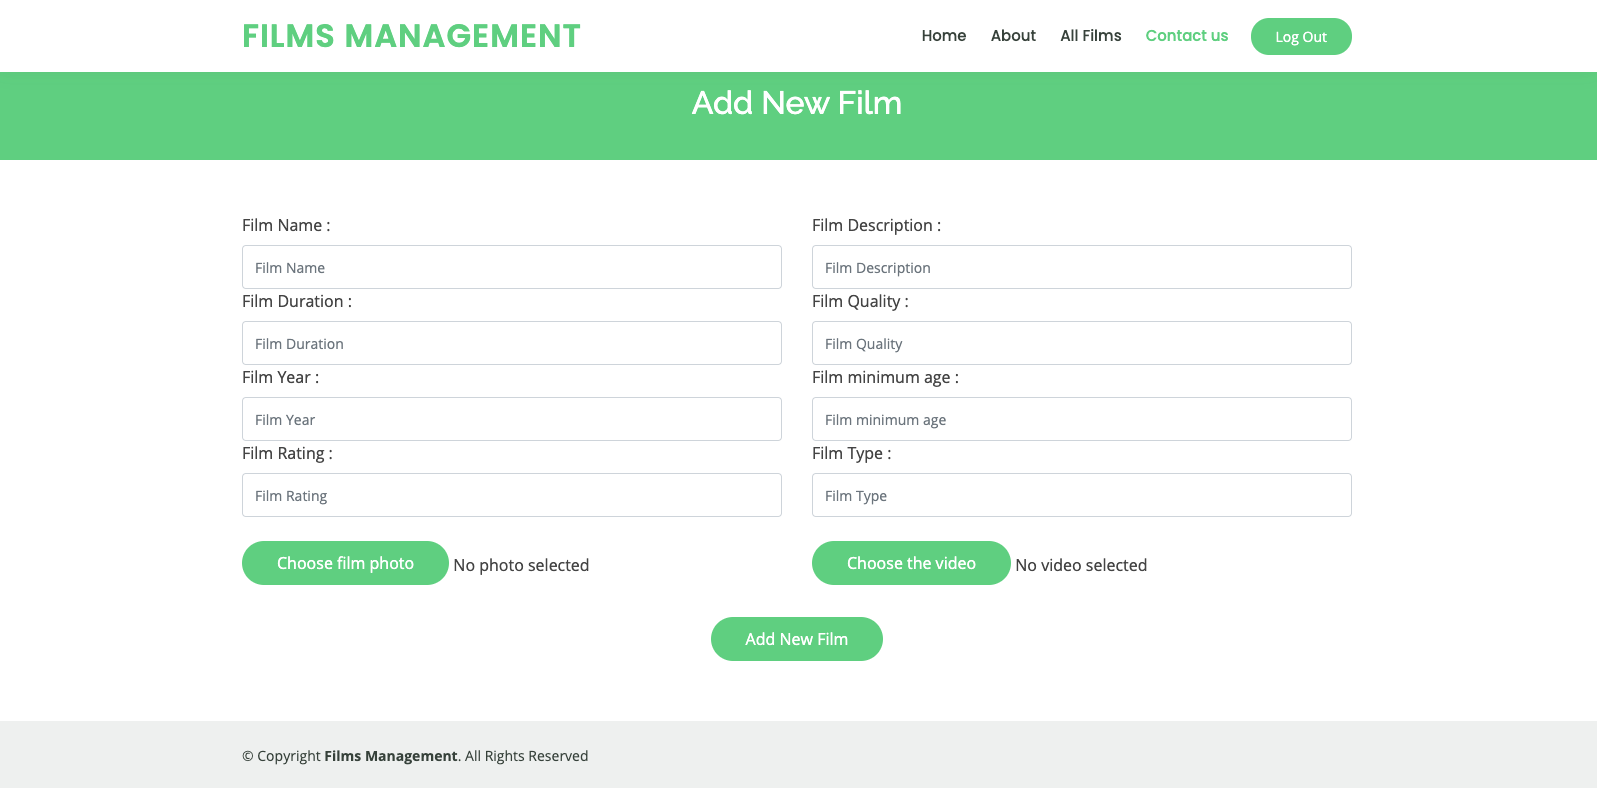 FILMS MANAGEMENT
Home About All Films Contact us Log Out
Add New Film
Film Name :
Film Name
Film Description :
Film Description
Film Duration :
Film Duration
Film Quality :
Film Quality
Film Year :
Film Year
Film minimum age :
Film minimum age
Film Rating :
Film Rating
Film Type :
Film Type
Choose film photo No photo selected
Choose the video No video selected
Add New Film
© Copyright Films Management. All Rights Reserved